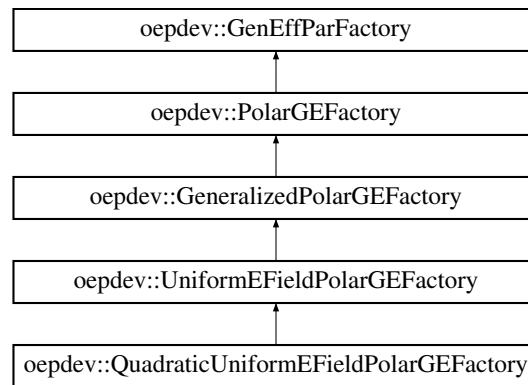 oepdev::GenEffParFactory
oepdev::PolarGEFactory
oepdev::GeneralizedPolarGEFactory
oepdev::UniformEFieldPolarGEFactory
oepdev::QuadraticUniformEFieldPolarGEFactory